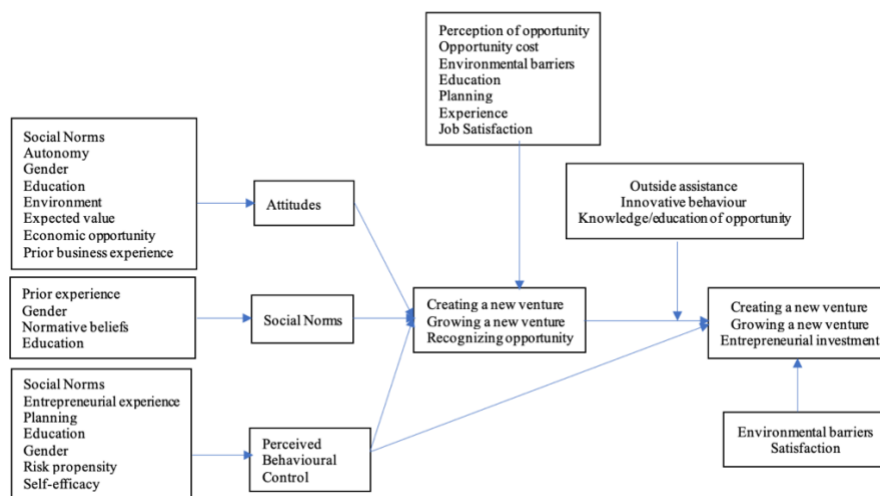 Perception of opportunity
Opportunity cost
Environmental barriers
Education
Planning
Experience
Job Satisfaction
Social Norms
Autonomy
Gender
Education
Environment
Expected value
Economic opportunity
Prior business experience
Attitudes
Outside assistance
Innovative behaviour
Knowledge/education of opportunity
Prior experience
Gender
Normative beliefs
Education
Social Norms
Creating a new venture
Growing a new venture
Recognizing opportunity
Creating a new venture
Growing a new venture
Entrepreneurial investment
Social Norms
Entrepreneurial experience
Planning
Education
Gender
Risk propensity
Self-efficacy
Perceived
Behavioural
Control
Environmental barriers
Satisfaction